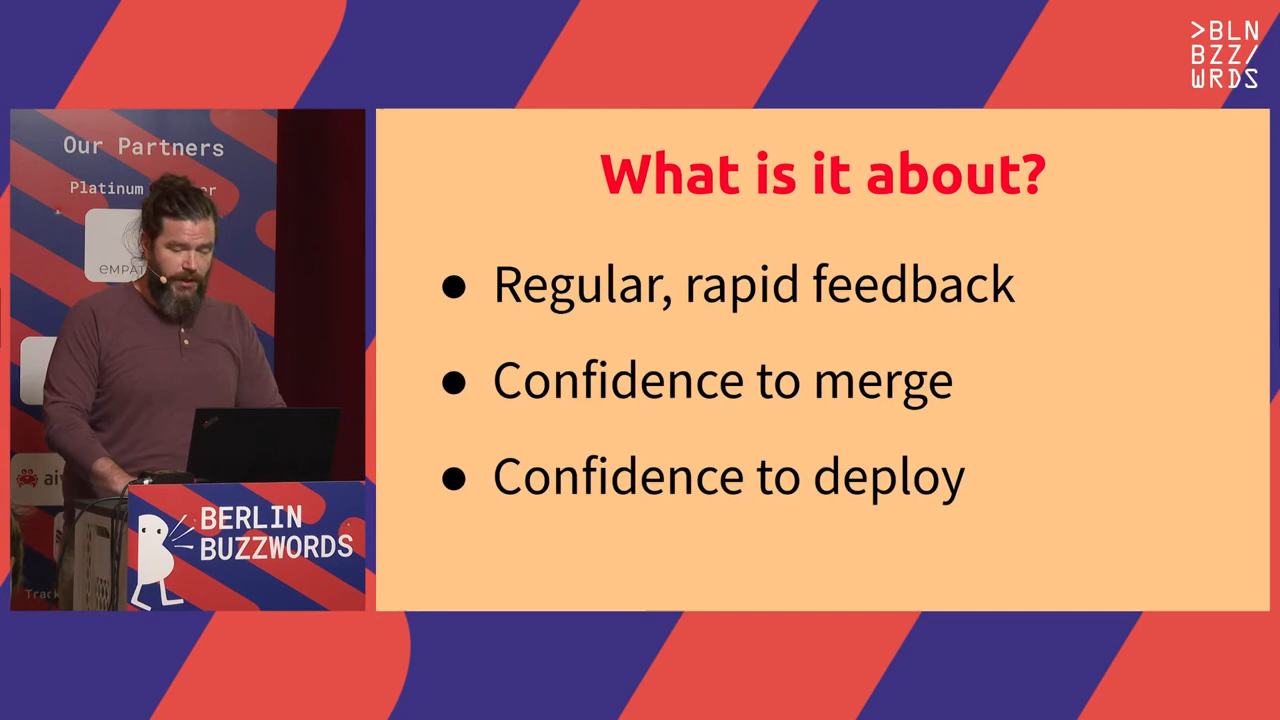 >BLN
BZZ/
WRDS
Our Partners
Platinum
What is it about?
● Regular, rapid feedback
● Confidence to merge
● Confidence to deploy
BERLIN
BUZZWORDS